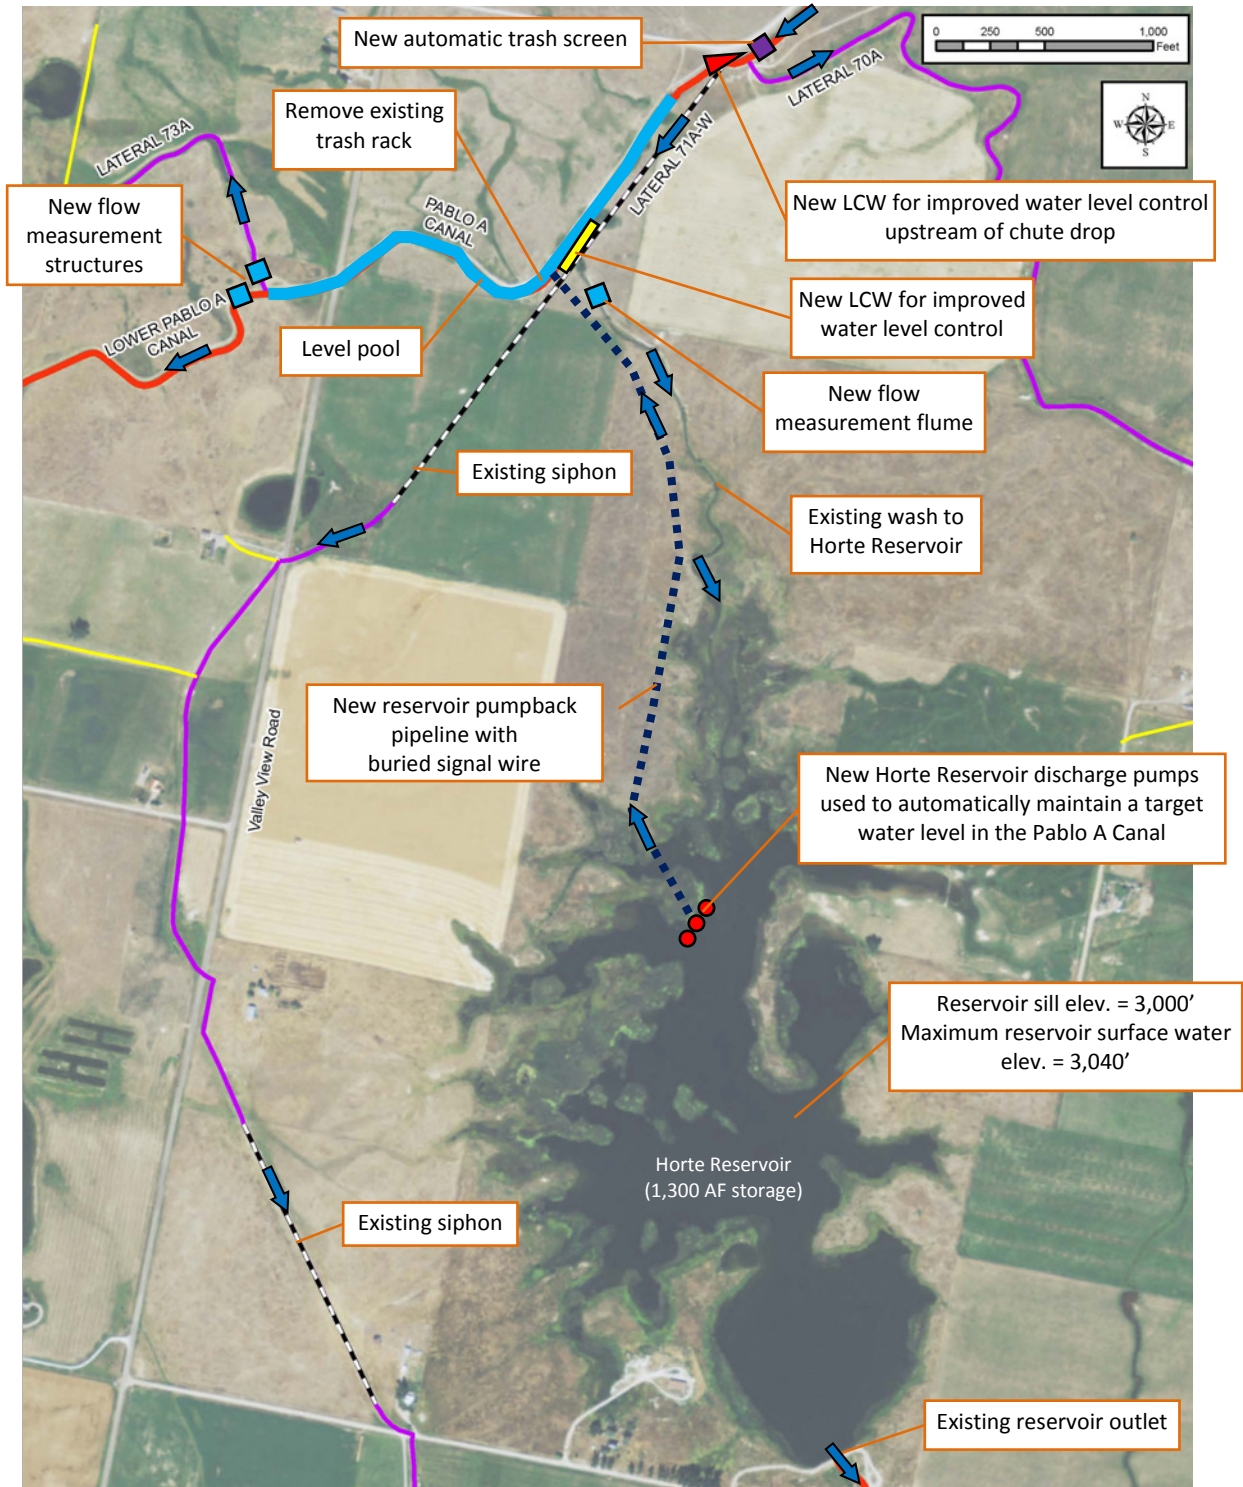 New automatic trash screen
0 250 500 1,000
Feet
N
W E
S
LATERAL 70A
Remove existing
trash rack
LATERAL 73A
LATERAL 71A-W
New flow
measurement
structures
PABLO A
CANAL
New LCW for improved water level control
upstream of chute drop
LOWER PABLO A
CANAL
Level pool
New LCW for improved
water level control
New flow
measurement flume
Existing siphon
Existing wash to
Horte Reservoir
New reservoir pumpback
pipeline with
buried signal wire
Valley View Road
New Horte Reservoir discharge pumps
used to automatically maintain a target
water level in the Pablo A Canal
Reservoir sill elev. = 3,000’
Maximum reservoir surface water
elev. = 3,040’
Horte Reservoir
(1,300 AF storage)
Existing siphon
Existing reservoir outlet